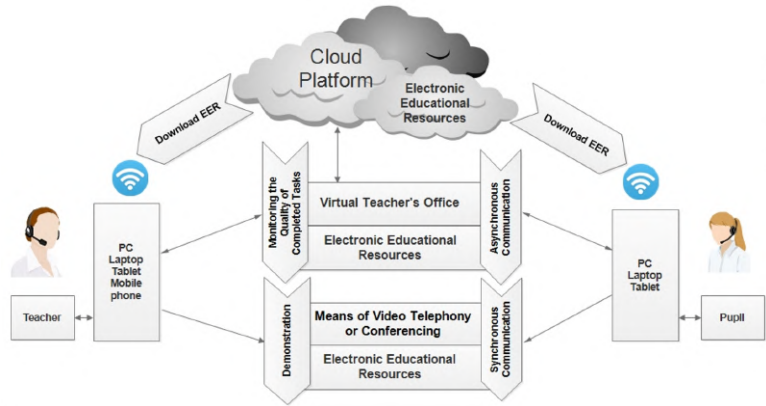 Cloud
Platform
Electronic
Educational
Resources
Download EER
Download EER
Monitoring the
Quality of
Completed Tasks
Virtual Teacher's Office
Electronic Educational
Resources
Asynchronous
Communication
PC
Laptop
Tablet
Mobile
phone
PC
Laptop
Tablet
Teacher
Pupil
Demonstration
Means of Video Telephony
or Conferencing
Electronic Educational
Resources
Synchronous
Communication